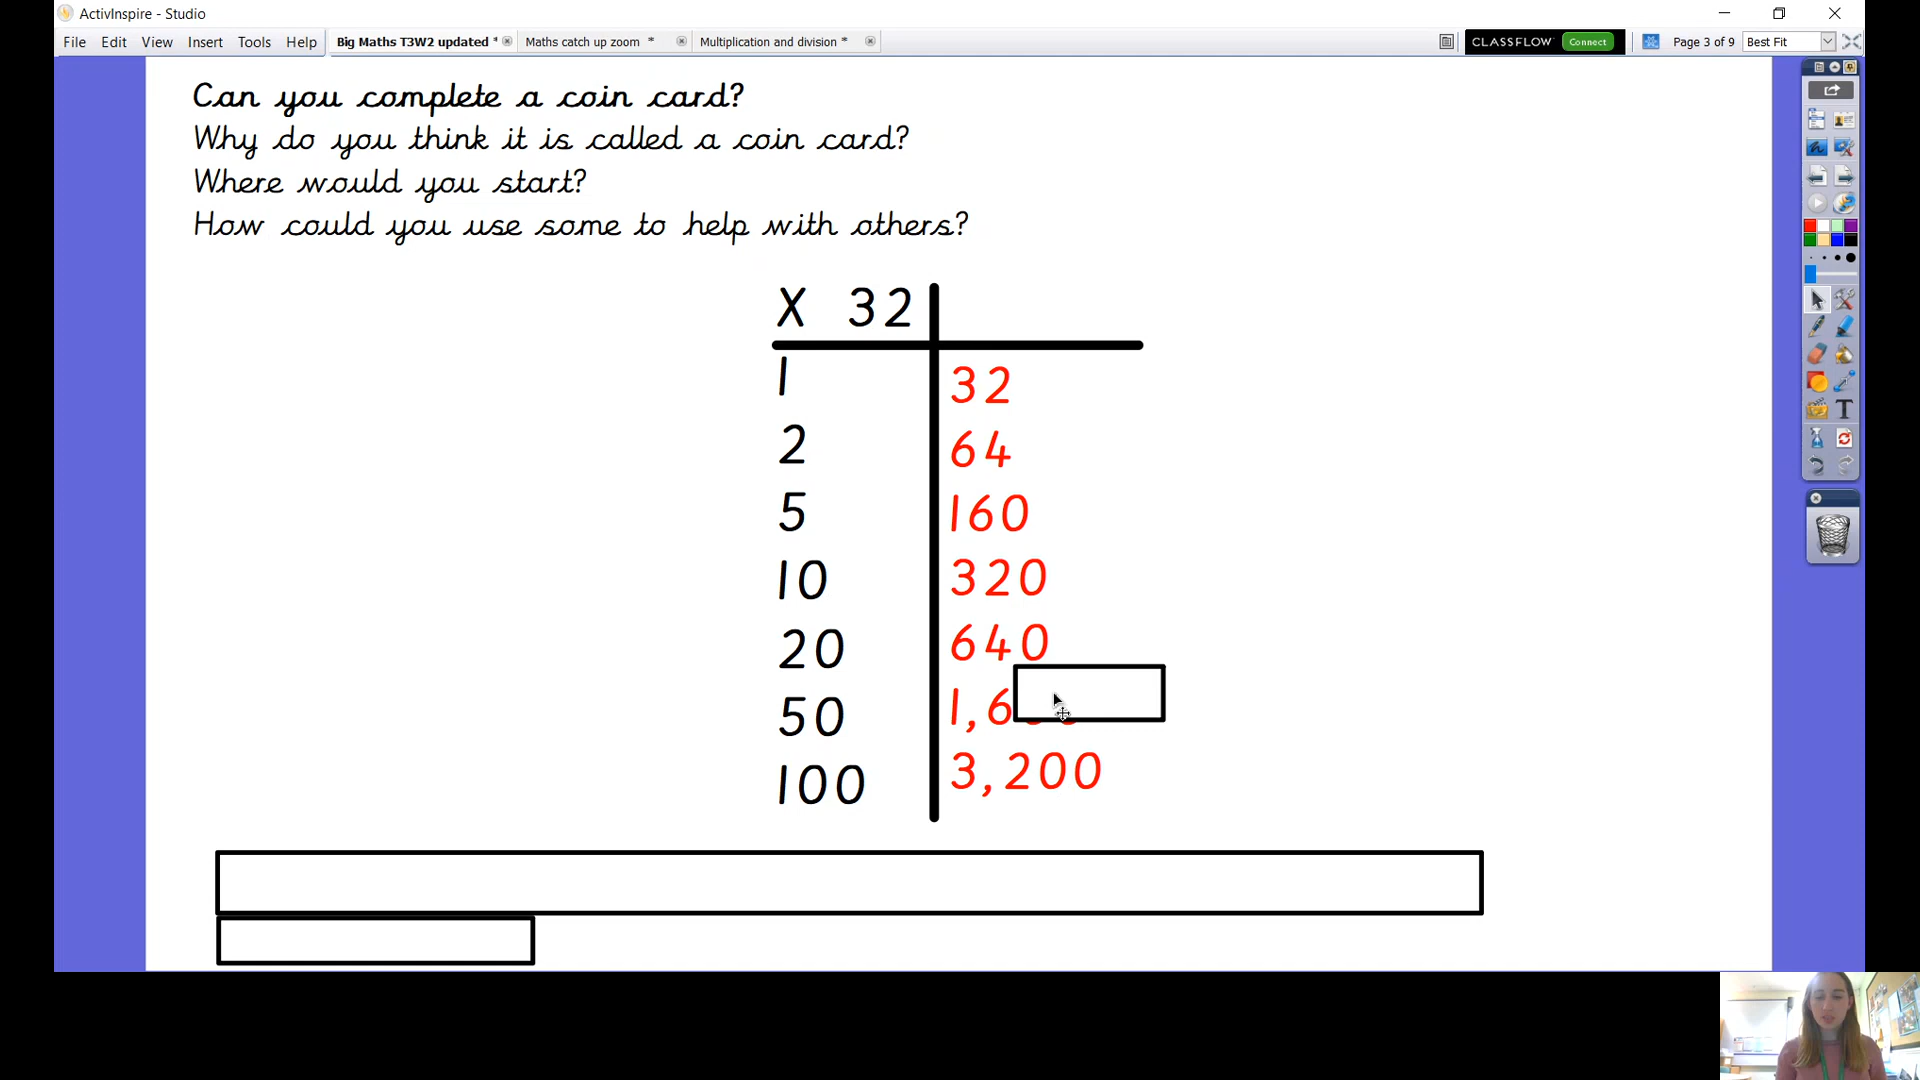 ActivInspire - Studio
File Edit View Insert Tools Help Big Maths T3W2 updated * Maths catch up zoom * Multiplication and division * CLASSFLOW Connect Page 3 of 9 Best Fit
Can you complete a coin card?
Why do you think it is called a coin card?
Where would you start?
How could you use some to help with others?
X 32
1 32
2 64
5 160
10 320
20 640
50 1,6
100 3,200